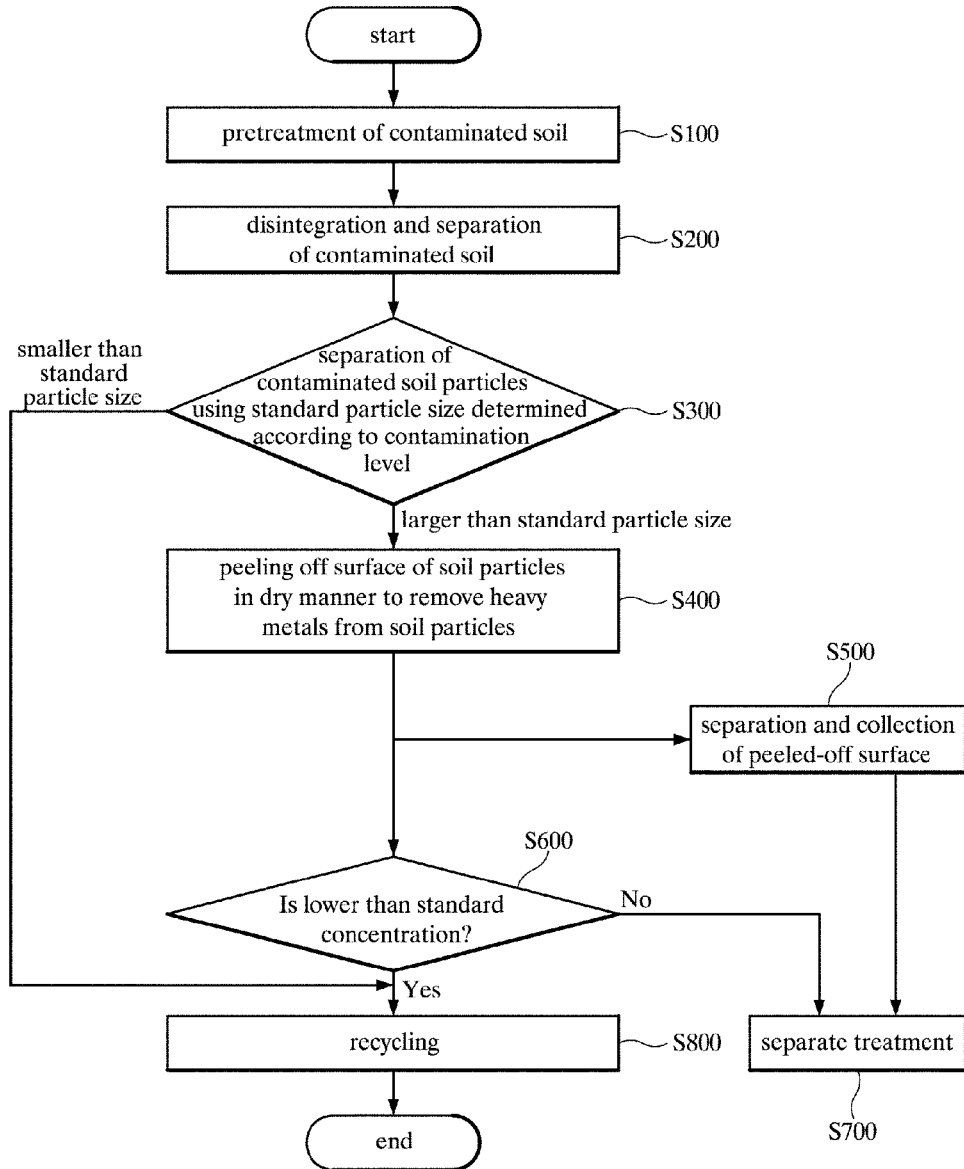 start
pretreatment of contaminated soil
S100
disintegration and separation
of contaminated soil
S200
smaller than
standard
particle size
separation of
contaminated soil particles
using standard particle size determined
according to contamination
level
S300
larger than standard particle size
peeling off surface of soil particles
in dry manner to remove heavy
metals from soil particles
S400
S500
separation and collection
of peeled-off surface
S600
Is lower than standard
concentration?
No
Yes
recycling
S800
separate treatment
S700
end